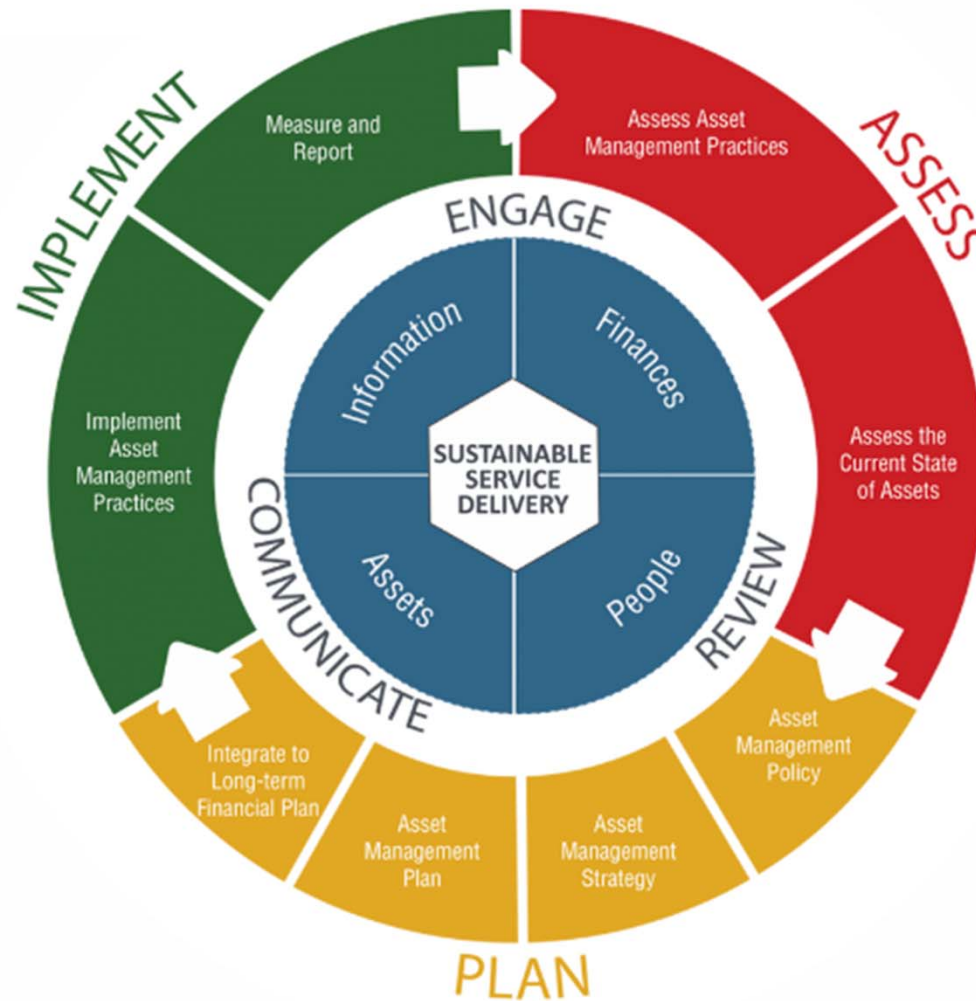 IMPLEMENT
Measure and
Report
Assess Asset
Management Practices
ASSESS
ENGAGE
Information
Finances
Implement
Asset
Management
Practices
SUSTAINABLE
SERVICE
DELIVERY
Assess the
Current State
of Assets
COMMUNICATE
Assets
People
REVIEW
Integrate to
Long-term
Financial Plan
Asset
Management
Plan
Asset
Management
Strategy
Asset
Management
Policy
PLAN